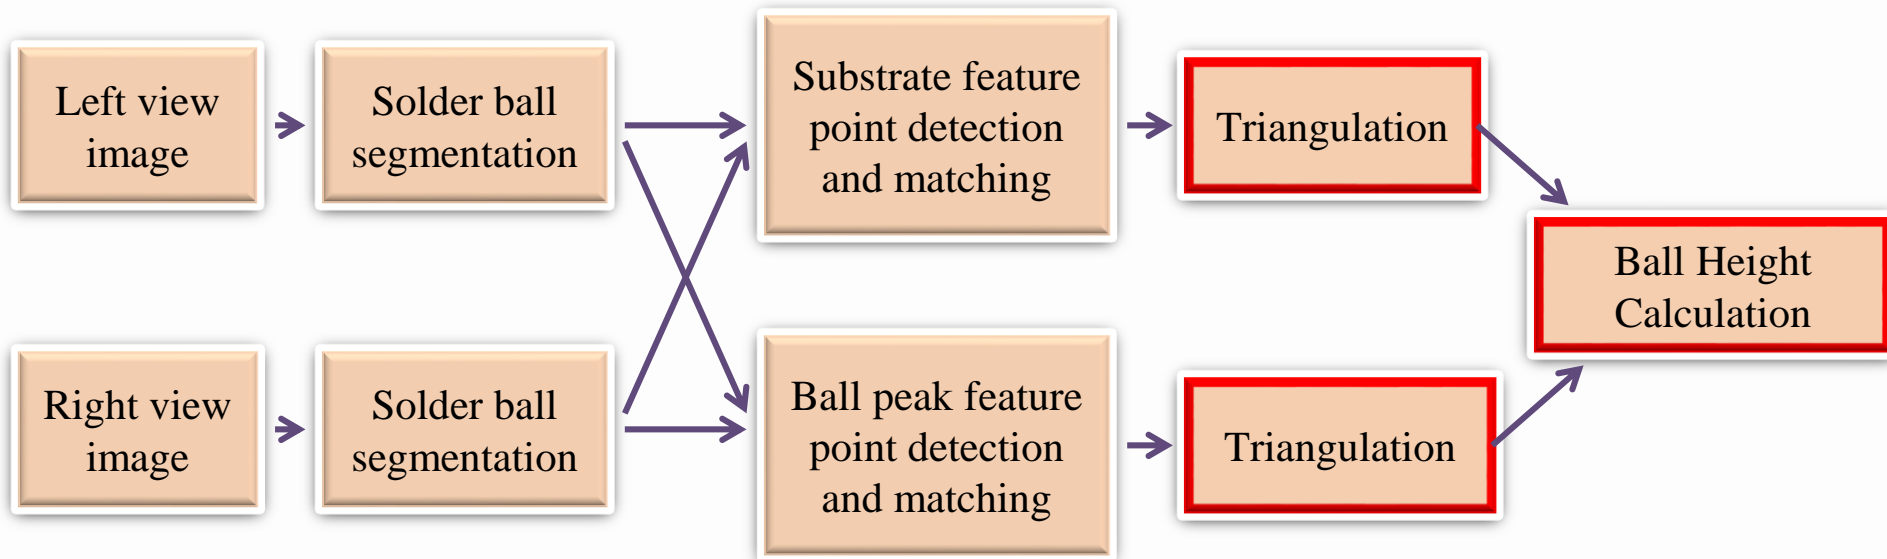 Left view
image
Solder ball
segmentation
Substrate feature
point detection
and matching
Triangulation
Ball Height
Calculation
Right view
image
Solder ball
segmentation
Ball peak feature
point detection
and matching
Triangulation